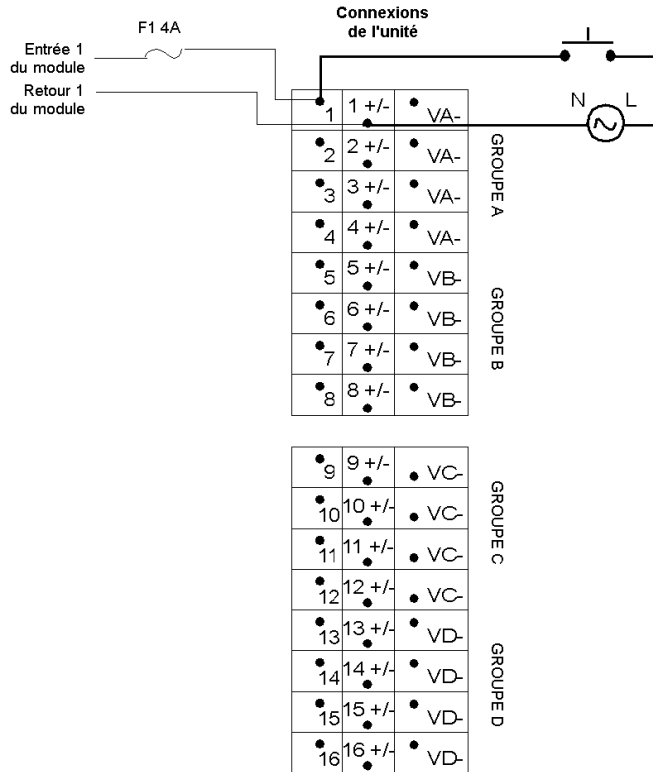 Connexions
de l'unité
F1 4A
Entrée 1
du module
Retour 1
du module
N L
1 1 +/- VA-
2 2 +/- VA-
3 3 +/- VA-
4 4 +/- VA-
GROUPE A
5 5 +/- VB-
6 6 +/- VB-
7 7 +/- VB-
8 8 +/- VB-
GROUPE B
9 9 +/- VC-
10 10 +/- VC-
11 11 +/- VC-
12 12 +/- VC-
GROUPE C
13 13 +/- VD-
14 14 +/- VD-
15 15 +/- VD-
16 16 +/- VD-
GROUPE D